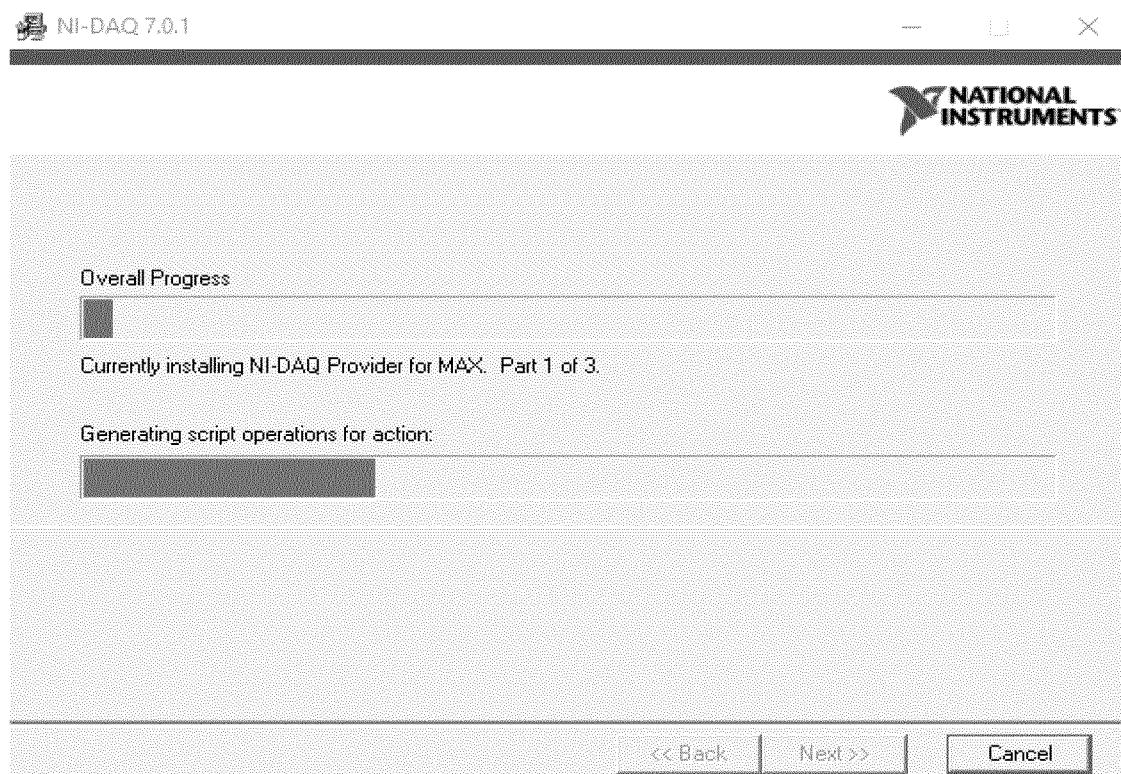 NI-DAQ 7.0.1
NATIONAL
INSTRUMENTS
Overall Progress
Currently installing NI-DAQ Provider for MAX.  Part 1 of 3.
Generating script operations for action:
<< Back
Next >>
Cancel